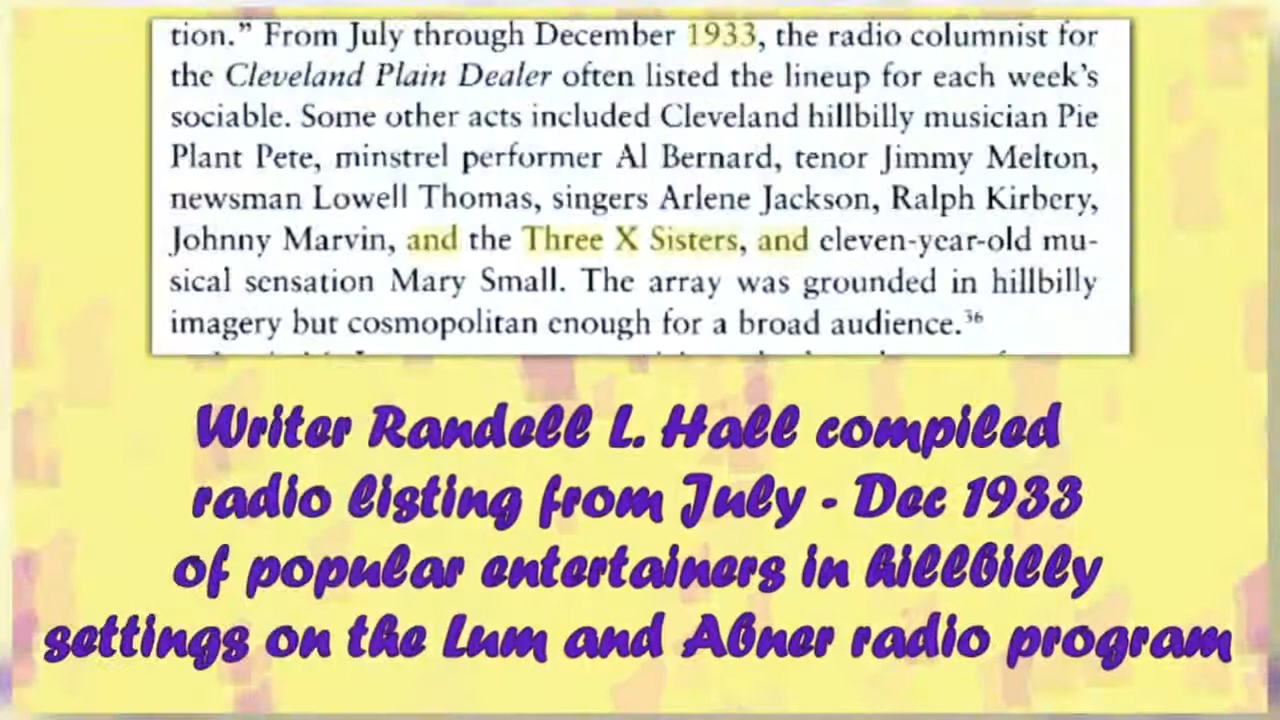 tion.” From July through December 1933, the radio columnist for
the Cleveland Plain Dealer often listed the lineup for each week’s
sociable. Some other acts included Cleveland hillbilly musician Pie
Plant Pete, minstrel performer Al Bernard, tenor Jimmy Melton,
newsman Lowell Thomas, singers Arlene Jackson, Ralph Kirbery,
Johnny Marvin, and the Three X Sisters, and eleven-year-old mu-
sical sensation Mary Small. The array was grounded in hillbilly
imagery but cosmopolitan enough for a broad audience.36
Writer Randell L. Hall compiled
radio listing from July - Dec 1933
of popular entertainers in hillbilly
settings on the Lum and Abner radio program